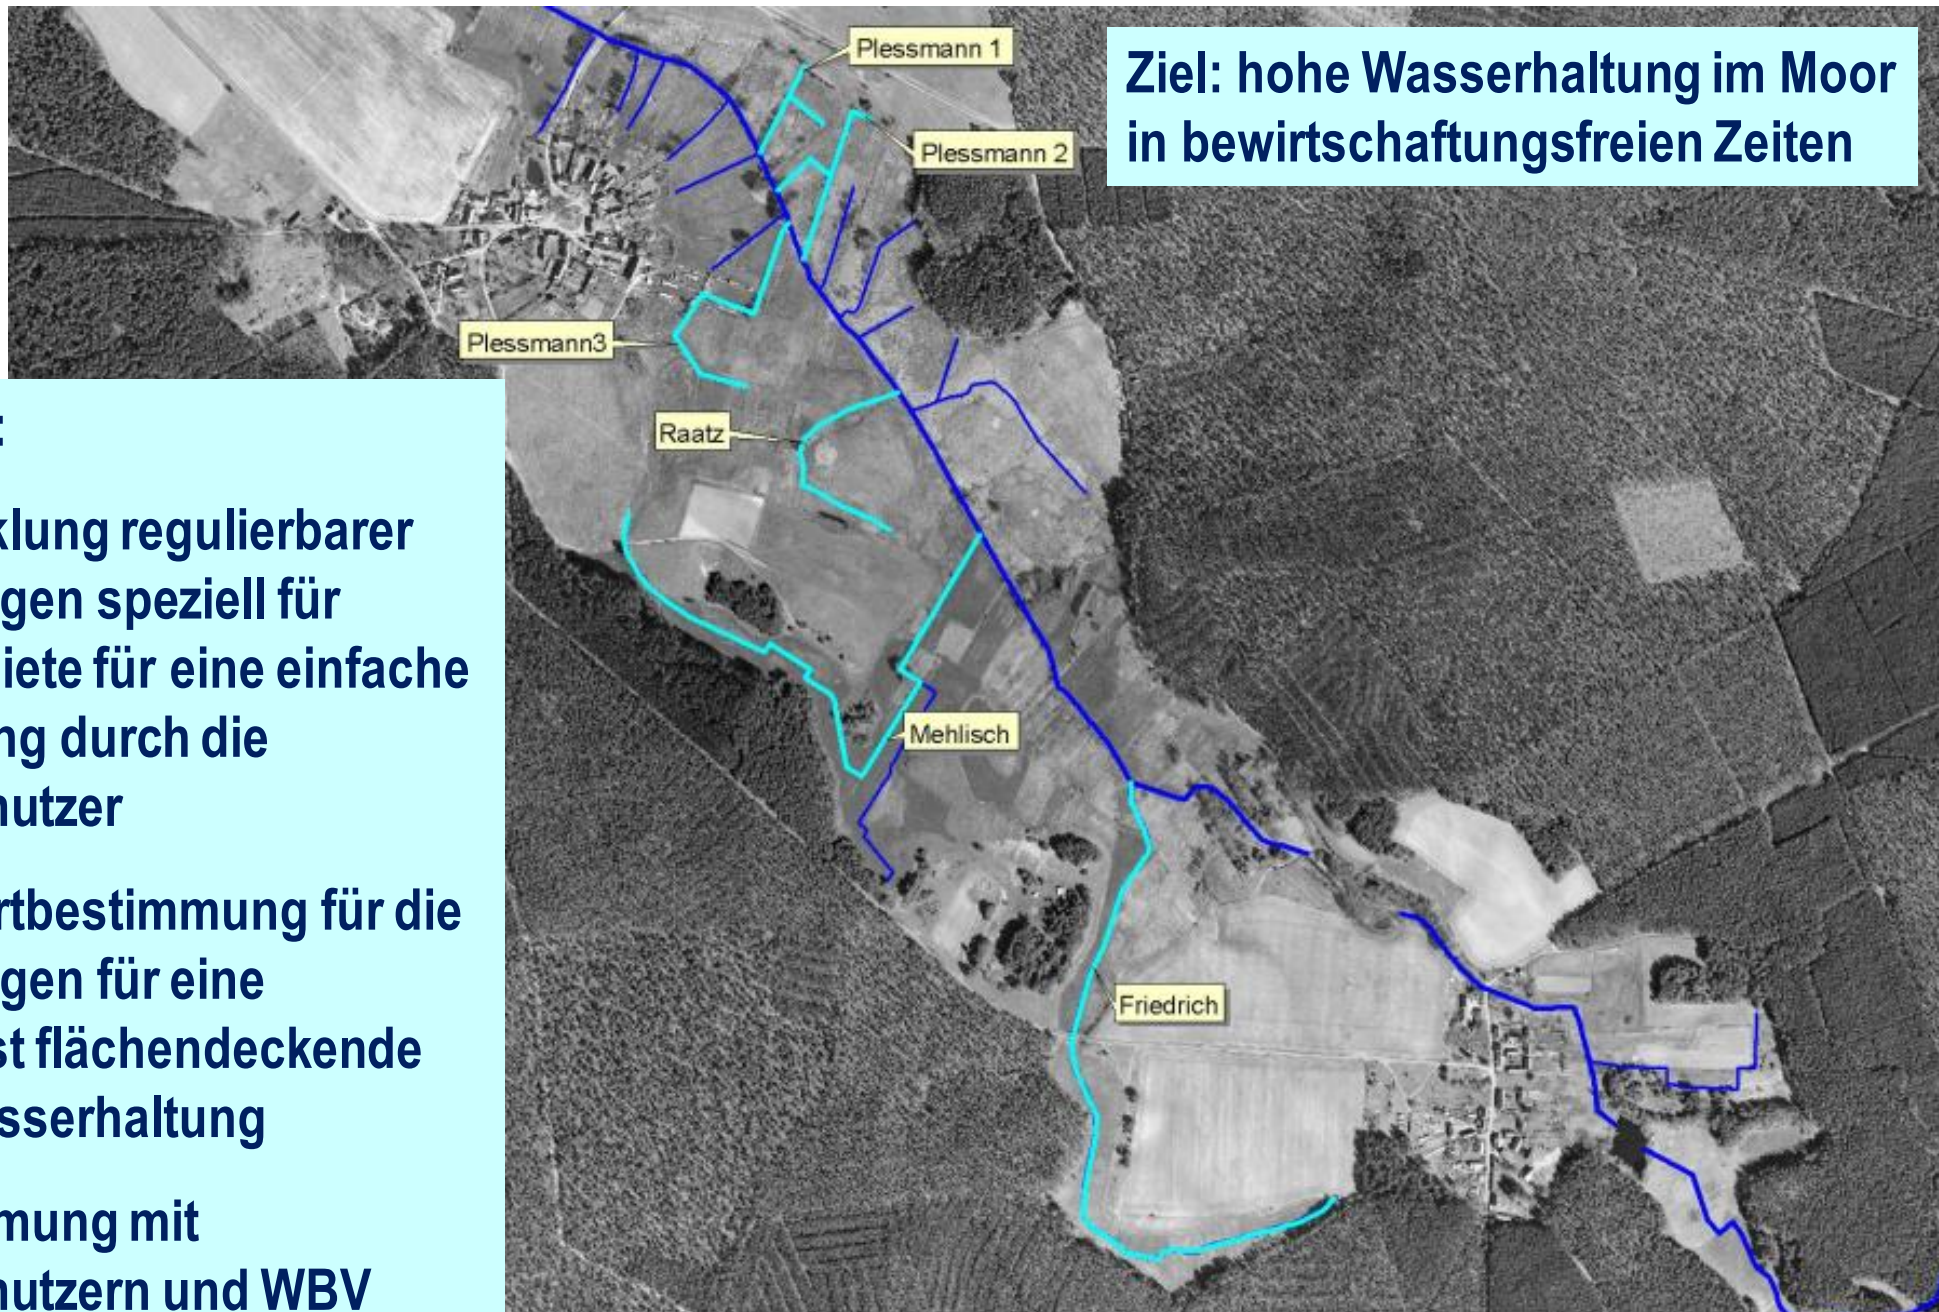 Plessmann 1
Ziel: hohe Wasserhaltung im Moor
in bewirtschaftungsfreien Zeiten
Plessmann 2
Plessmann3
Raatz
Mehlisch
Friedrich
:
klung regulierbarer
gen speziell für
iete für eine einfache
ng durch die
nutzer
rtbestimmung für die
gen für eine
st flächendeckende
sserhaltung
mung mit
nutzern und WBV